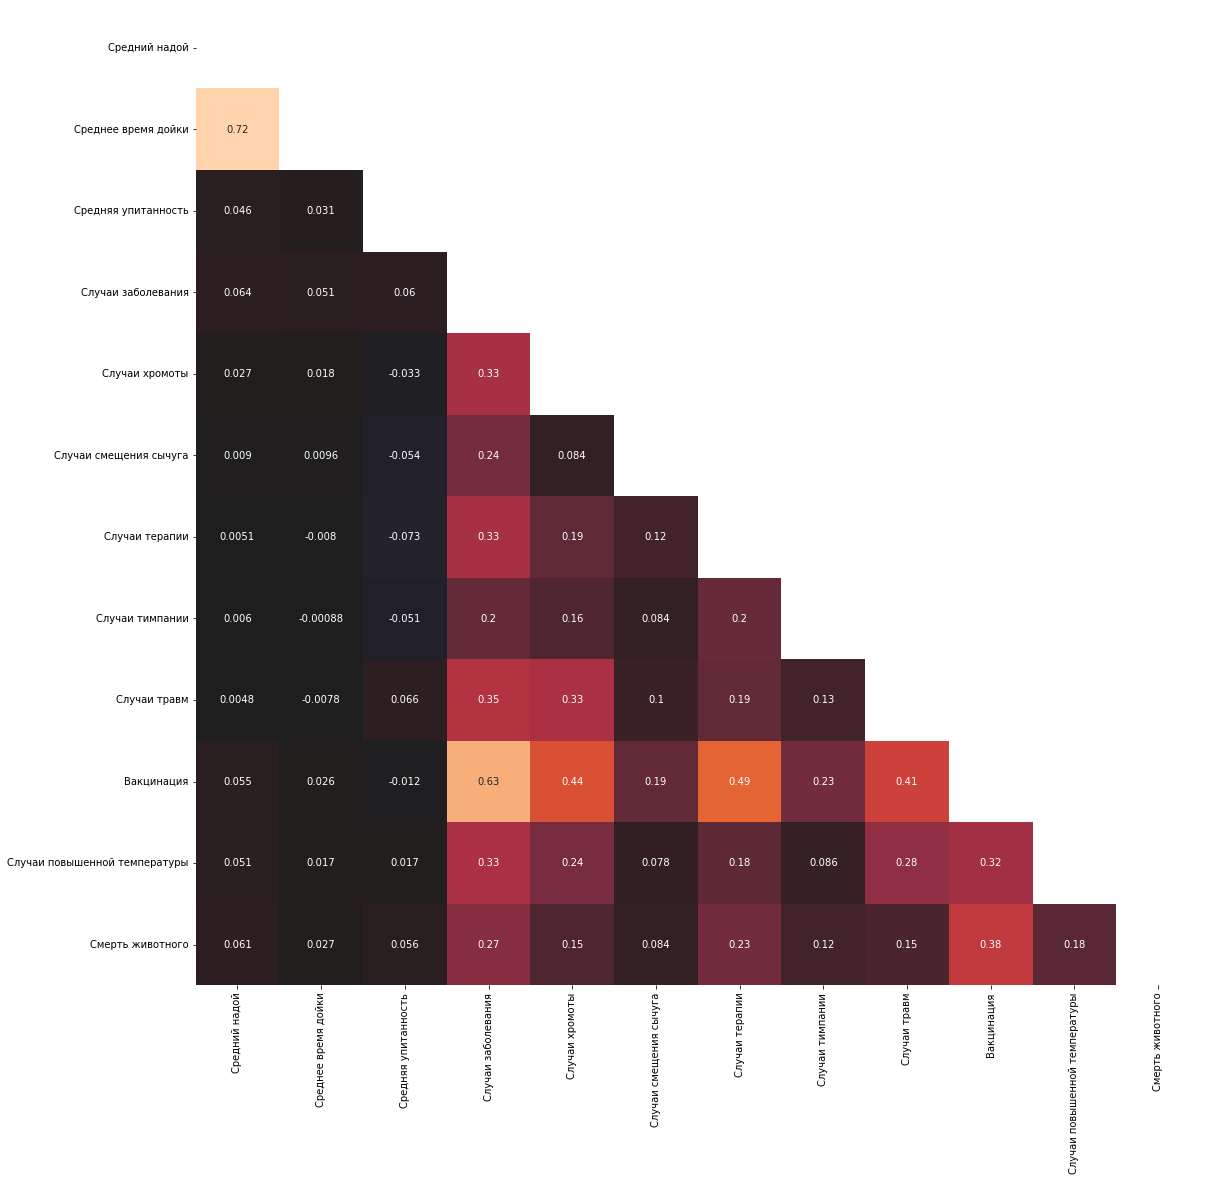 Средний надой
Среднее время дойки 0.72
Средняя упитанность 0.046 0.031
Случаи заболевания 0.064 0.051 0.06
Случаи хромоты 0.027 0.018 -0.033 0.33
Случаи смещения сычуга 0.009 0.0096 -0.054 0.24 0.084
Случаи терапии 0.0051 -0.008 -0.073 0.33 0.19 0.12
Случаи тимпании 0.006 -0.00088 -0.051 0.2 0.16 0.084 0.2
Случаи травм 0.0048 -0.0078 0.066 0.35 0.33 0.1 0.19 0.13
Вакцинация 0.055 0.026 -0.012 0.63 0.44 0.19 0.49 0.23 0.41
Случаи повышенной температуры 0.051 0.017 0.017 0.33 0.24 0.078 0.18 0.086 0.28 0.32
Смерть животного 0.061 0.027 0.056 0.27 0.15 0.084 0.23 0.12 0.15 0.38 0.18
Средний надой
Среднее время дойки
Средняя упитанность
Случаи заболевания
Случаи хромоты
Случаи смещения сычуга
Случаи терапии
Случаи тимпании
Случаи травм
Вакцинация
Случаи повышенной температуры
Смерть животного